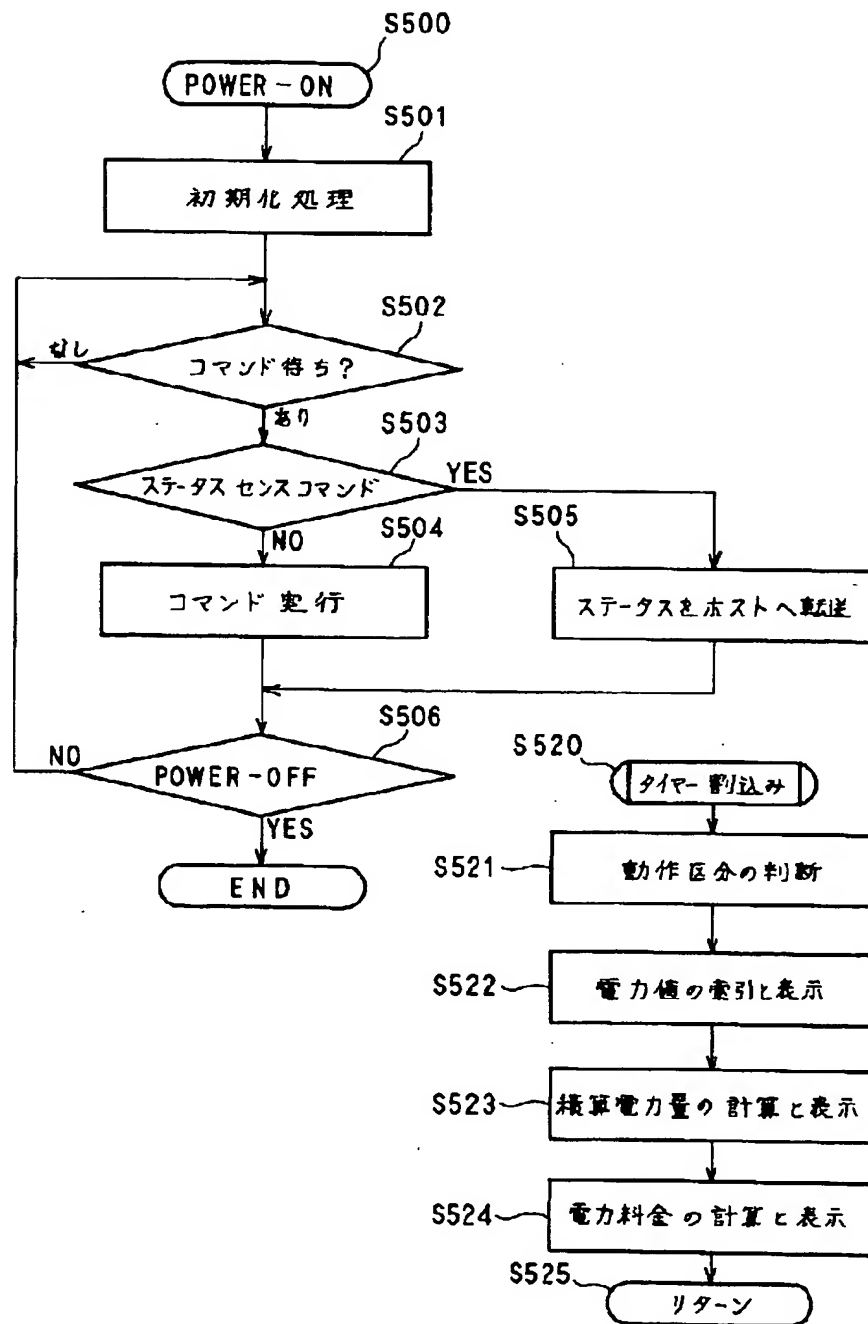 S500
POWER-ON
S501
初期化処理
S502
なし
コマンド待ち?
あり
S503
ステータスセンスコマンド
YES
NO
S504
コマンド実行
S505
ステータスをホストへ転送
S506
NO
POWER-OFF
YES
END
S520
タイマー割込み
S521
動作区分の判断
S522
電力値の索引と表示
S523
積算電力量の計算と表示
S524
電力料金の計算と表示
S525
リターン